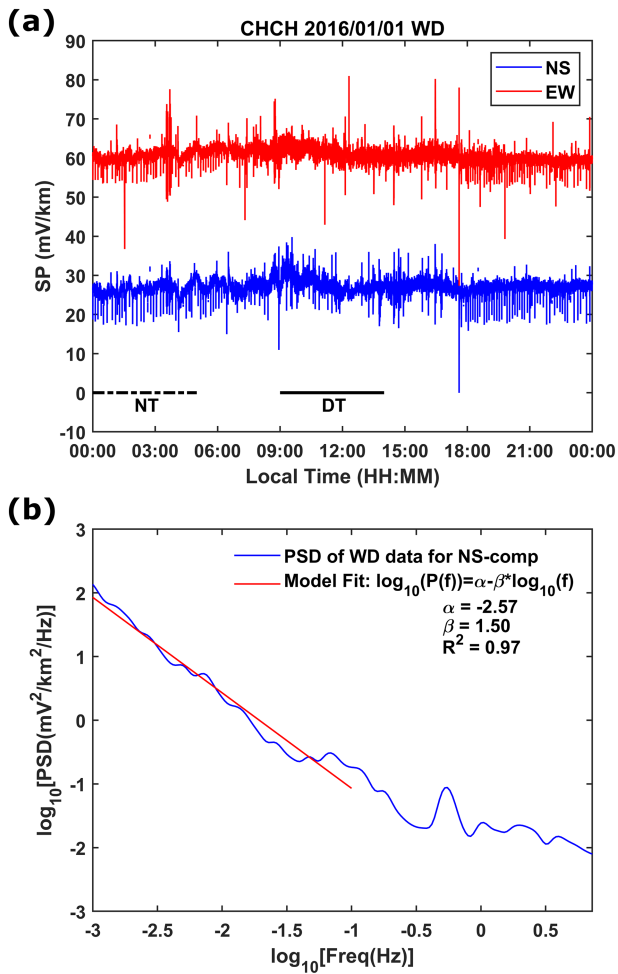 (a)
CHCH 2016/01/01 WD
90
80
70
60
50
40
30
20
10
0
-10
SP (mV/km)
NS
EW
NT
DT
00:00 03:00 06:00 09:00 12:00 15:00 18:00 21:00 00:00
Local Time (HH:MM)
(b)
3
2
1
0
-1
-2
-3
log10[PSD(mV²/km²/Hz)]
PSD of WD data for NS-comp
Model Fit: log10(P(f))=α-β*log10(f)
α = -2.57
β = 1.50
R² = 0.97
-3 -2.5 -2 -1.5 -1 -0.5 0 0.5
log10[Freq(Hz)]